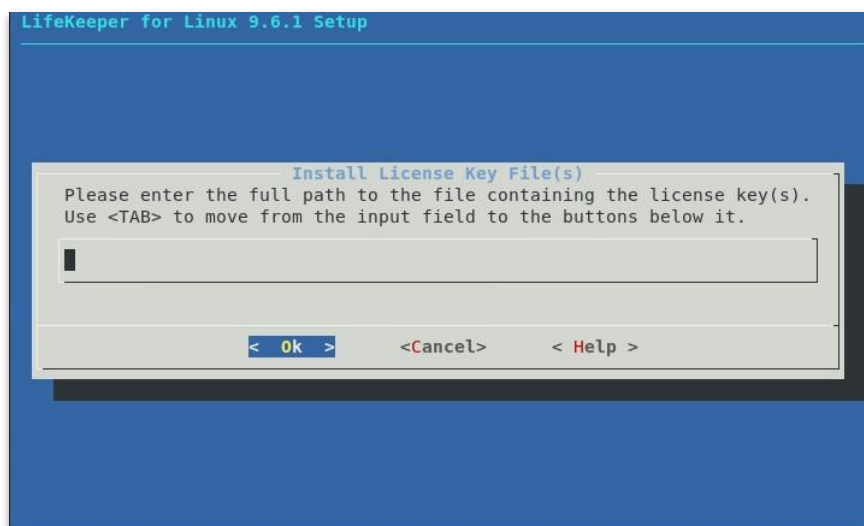 LifeKeeper for Linux 9.6.1 Setup
Install License Key File(s)
Please enter the full path to the file containing the license key(s).
Use <TAB> to move from the input field to the buttons below it.
< Ok > <Cancel> < Help >